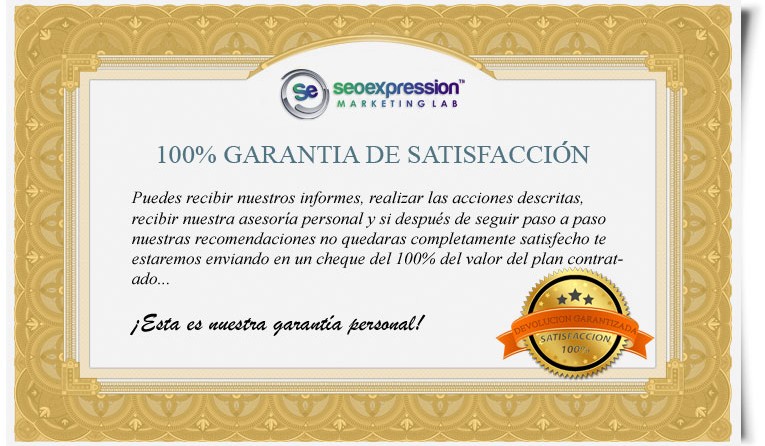 se seoexpression™
MARKETING LAB
100% GARANTIA DE SATISFACCIÓN
Puedes recibir nuestros informes, realizar las acciones descritas,
recibir nuestra asesoría personal y si después de seguir paso a paso
nuestras recomendaciones no quedaras completamente satisfecho te
estaremos enviando en un cheque del 100% del valor del plan contrat-
ado...
¡Esta es nuestra garantía personal!
DEVOLUCION GARANTIZADA
SATISFACCION
100%